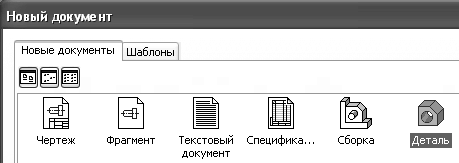 Новый документ
Новые документы Шаблоны
Чертеж Фрагмент Текстовый документ Специфика... Сборка Деталь